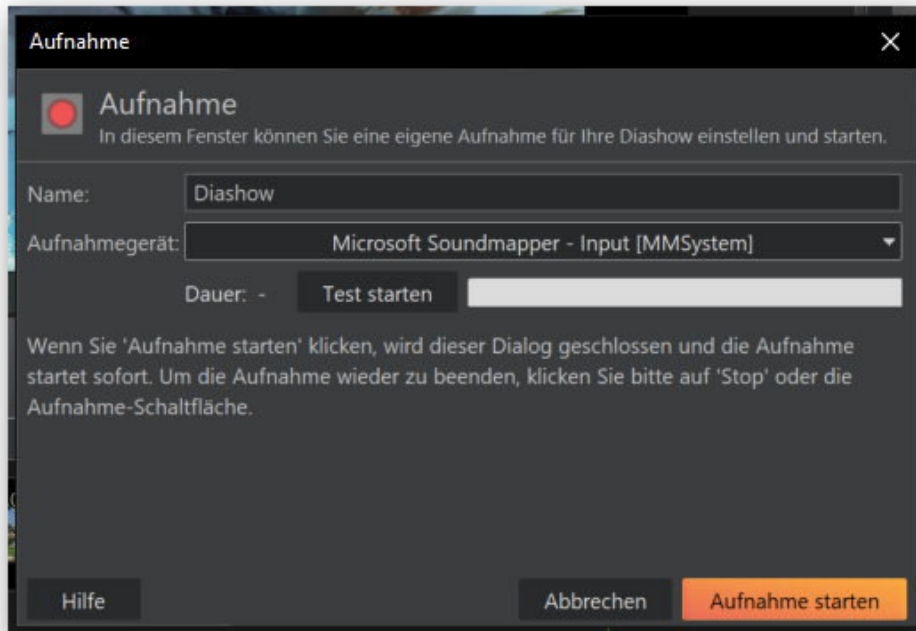 Aufnahme
Aufnahme
In diesem Fenster können Sie eine eigene Aufnahme für Ihre Diashow einstellen und starten.
Name: Diashow
Aufnahmegerät: Microsoft Soundmapper - Input [MMSystem]
Dauer: - Test starten
Wenn Sie 'Aufnahme starten' klicken, wird dieser Dialog geschlossen und die Aufnahme
startet sofort. Um die Aufnahme wieder zu beenden, klicken Sie bitte auf 'Stop' oder die
Aufnahme-Schaltfläche.
Hilfe Abbrechen Aufnahme starten